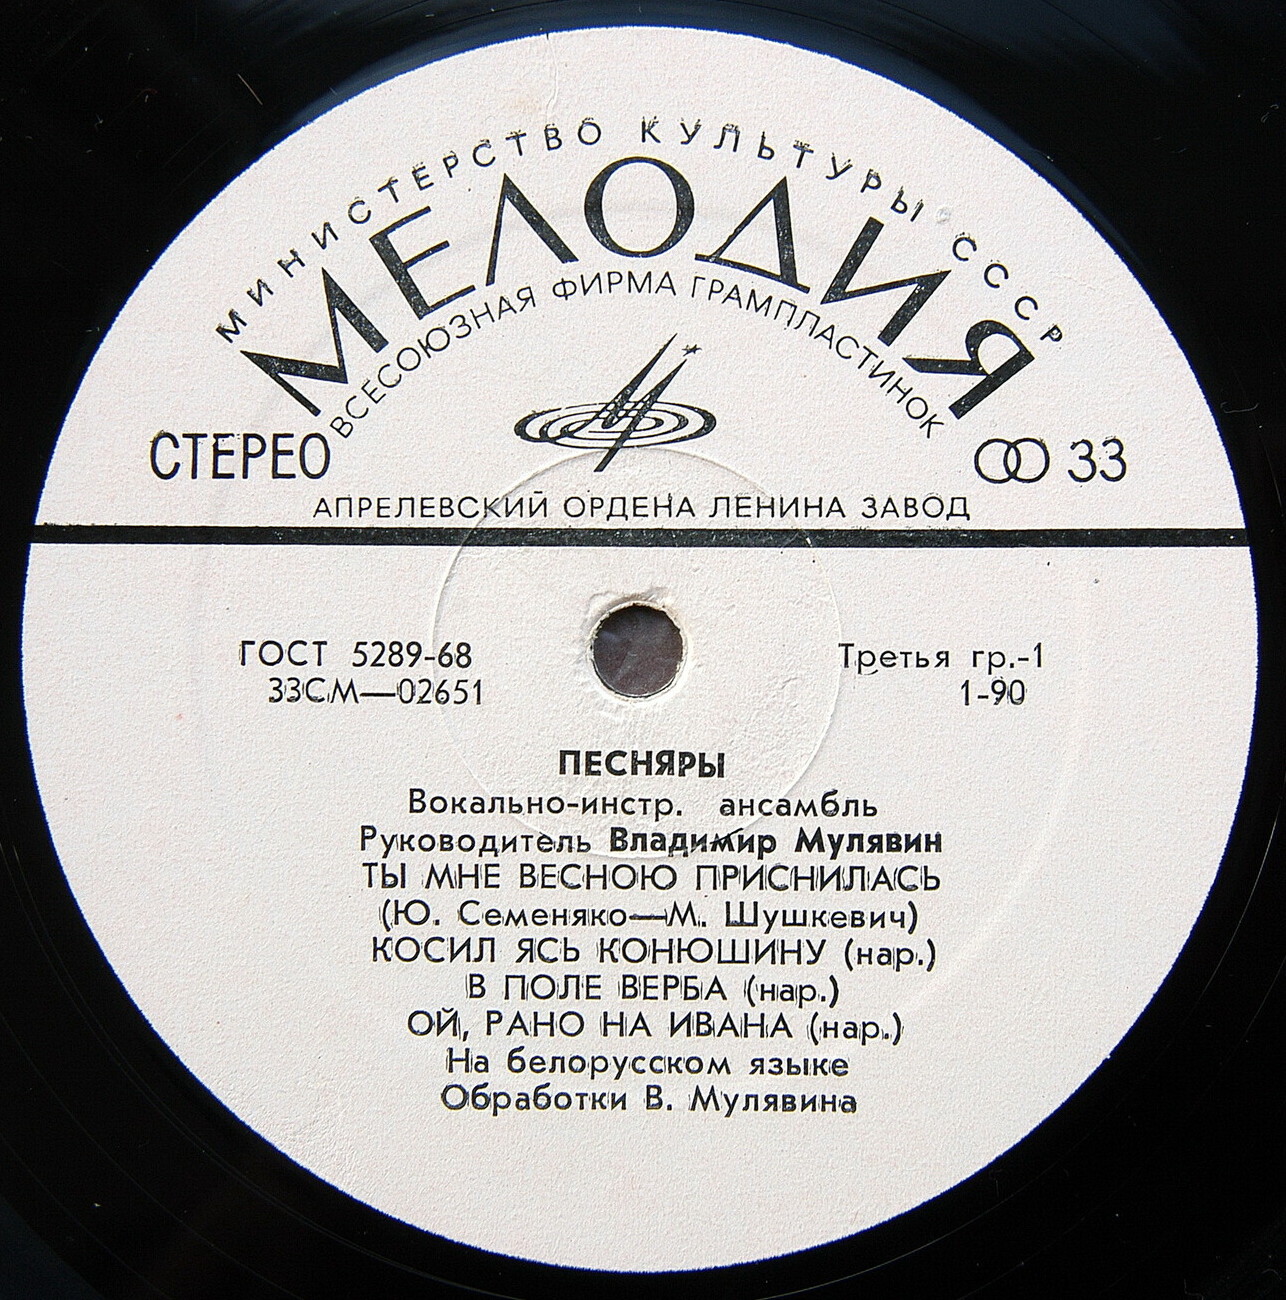 МИНИСТЕРСТВО КУЛЬТУРЫ СССР
МЕЛОДИЯ
ВСЕСОЮЗНАЯ ФИРМА ГРАМПЛАСТИНОК
СТЕРЕО 33
АПРЕЛЕВСКИЙ ОРДЕНА ЛЕНИНА ЗАВОД
ГОСТ 5289-68 Третья гр.-1
33СМ—02651 1-90
ПЕСНЯРЫ
Вокально-инстр. ансамбль
Руководитель Владимир Мулявин
ТЫ МНЕ ВЕСНОЮ ПРИСНИЛАСЬ
(Ю. Семеняко—М. Шушкевич)
КОСИЛ ЯСЬ КОНЮШИНУ (нар.)
В ПОЛЕ ВЕРБА (нар.)
ОЙ, РАНО НА ИВАНА (нар.)
На белорусском языке
Обработки В. Мулявина